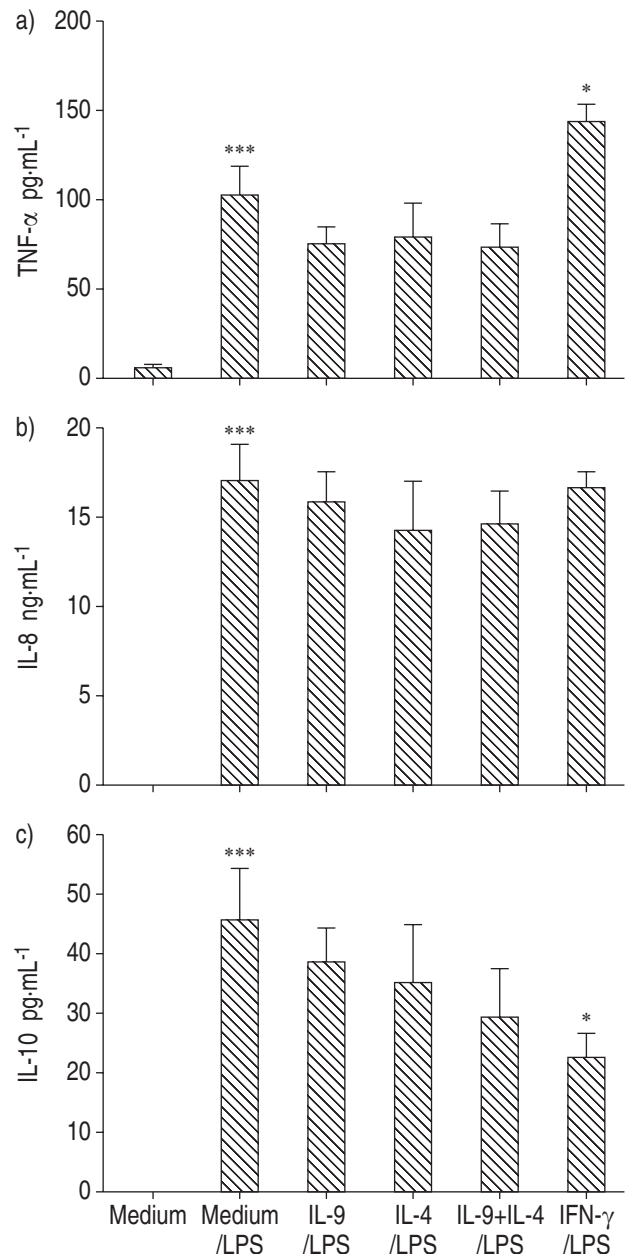 a)
200
150
100
50
0
TNF-α pg·mL⁻¹
***
*
b)
20
15
10
5
0
IL-8 ng·mL⁻¹
***
c)
60
50
40
30
20
10
0
IL-10 pg·mL⁻¹
***
*
Medium Medium IL-9 IL-4 IL-9+IL-4 IFN-γ
/LPS /LPS /LPS /LPS /LPS